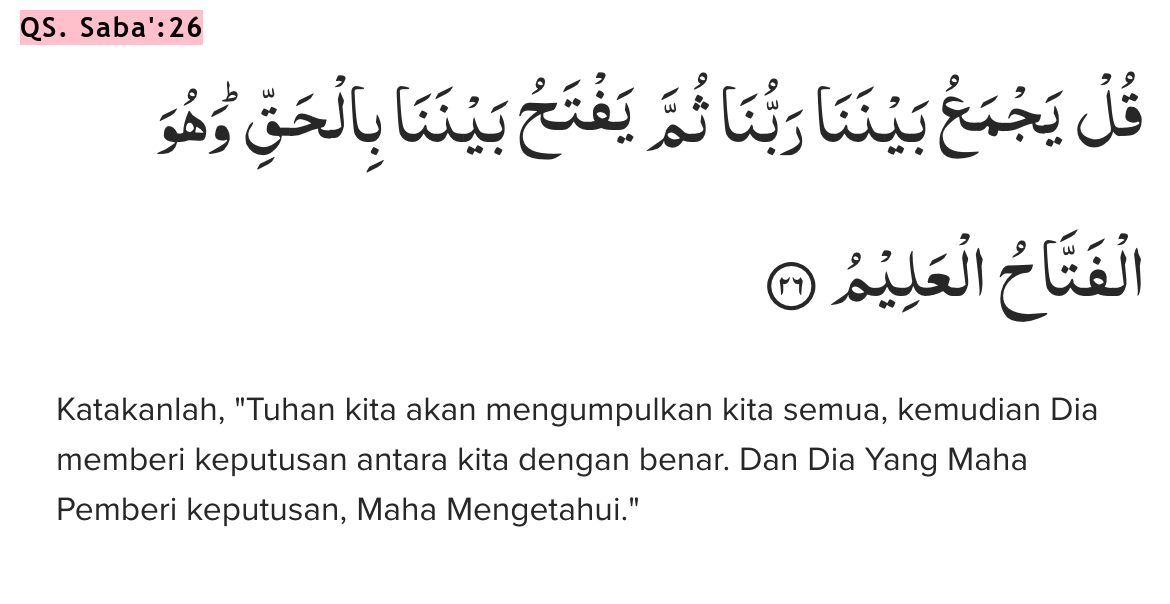 QS. Saba':26
قُلْ يَجْمَعُ بَيْنَنَا رَبُّنَا ثُمَّ يَفْتَحُ بَيْنَنَا بِالْحَقِّۗ وَهُوَ
الْفَتَّاحُ الْعَلِيْمُ ٢٦
Katakanlah, "Tuhan kita akan mengumpulkan kita semua, kemudian Dia
memberi keputusan antara kita dengan benar. Dan Dia Yang Maha
Pemberi keputusan, Maha Mengetahui."